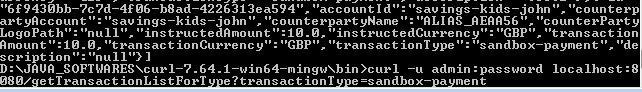 "6f9430bb-7c7d-4f06-b8ad-4226313ea594","accountId":"savings-kids-john","counterp
artyAccount":"savings-kids-john","counterpartyName":"ALIAS_AEAA56","counterParty
LogoPath":"null","instructedAmount":10.0,"instructedCurrency":"GBP","transaction
Amount":10.0,"transactionCurrency":"GBP","transactionType":"sandbox-payment","de
scription":"null"}]
D:\JAVA_SOFTWARES\curl-7.64.1-win64-mingw\bin>curl -u admin:password localhost:8
080/getTransactionListForType?transactionType=sandbox-payment